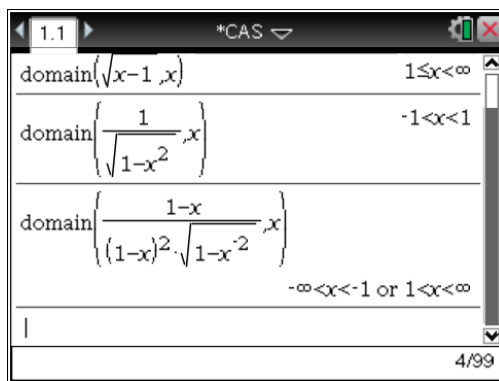 1.1 *CAS
domain(√(x-1),x) 1≤x<∞
domain(1/√(1-x²),x) -1<x<1
domain((1-x)/((1-x)²·√(1-x⁻²)),x)
-∞<x<-1 or 1<x<∞
4/99